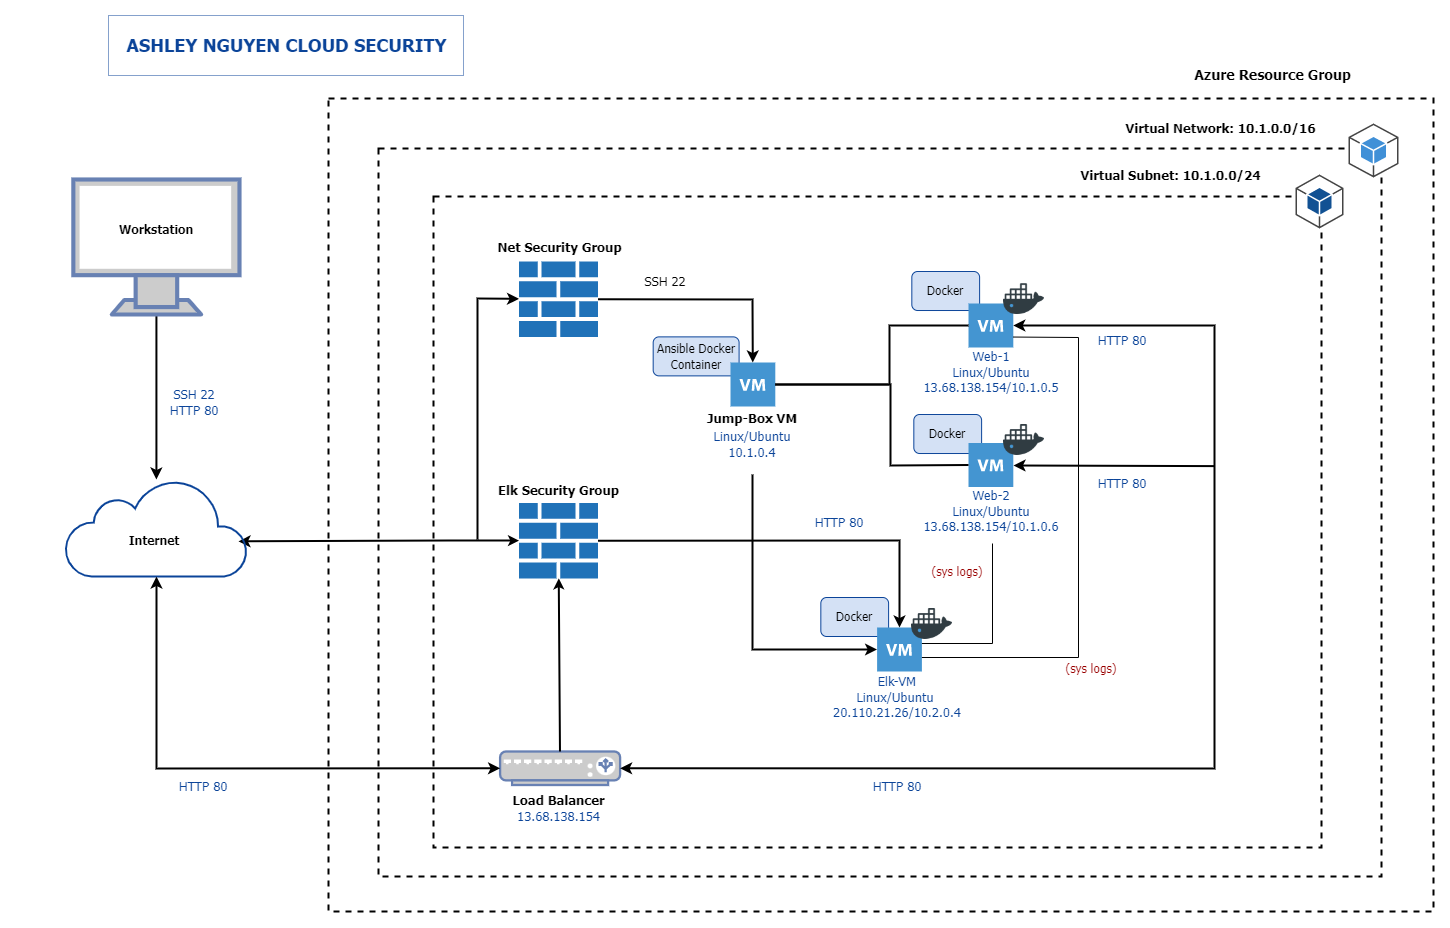 ASHLEY NGUYEN CLOUD SECURITY
Azure Resource Group
Virtual Network: 10.1.0.0/16
Virtual Subnet: 10.1.0.0/24
Workstation
SSH 22
HTTP 80
Internet
HTTP 80
Net Security Group
SSH 22
Ansible Docker
Container
VM
Jump-Box VM
Linux/Ubuntu
10.1.0.4
Docker
VM
Web-1
Linux/Ubuntu
13.68.138.154/10.1.0.5
HTTP 80
Docker
VM
Web-2
Linux/Ubuntu
13.68.138.154/10.1.0.6
HTTP 80
Elk Security Group
HTTP 80
(sys logs)
Docker
VM
Elk-VM
Linux/Ubuntu
20.110.21.26/10.2.0.4
(sys logs)
Load Balancer
13.68.138.154
HTTP 80